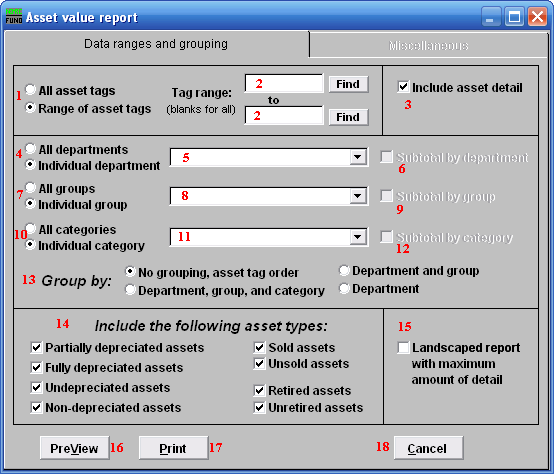 FUND
Asset value report
Data ranges and grouping
Miscellaneous
1
All asset tags
Range of asset tags
Tag range:
(blanks for all)
2
Find
to
2
Find
Include asset detail
3
4
All departments
Individual department
5
Subtotal by department
6
7
All groups
Individual group
8
Subtotal by group
9
10
All categories
Individual category
11
Subtotal by category
12
13
Group by:
No grouping, asset tag order
Department and group
Department, group, and category
Department
14
Include the following asset types:
Partially depreciated assets
Sold assets
Fully depreciated assets
Unsold assets
Undepreciated assets
Retired assets
Non-depreciated assets
Unretired assets
15
Landscaped report
with maximum
amount of detail
PreView
16
Print
17
18
Cancel